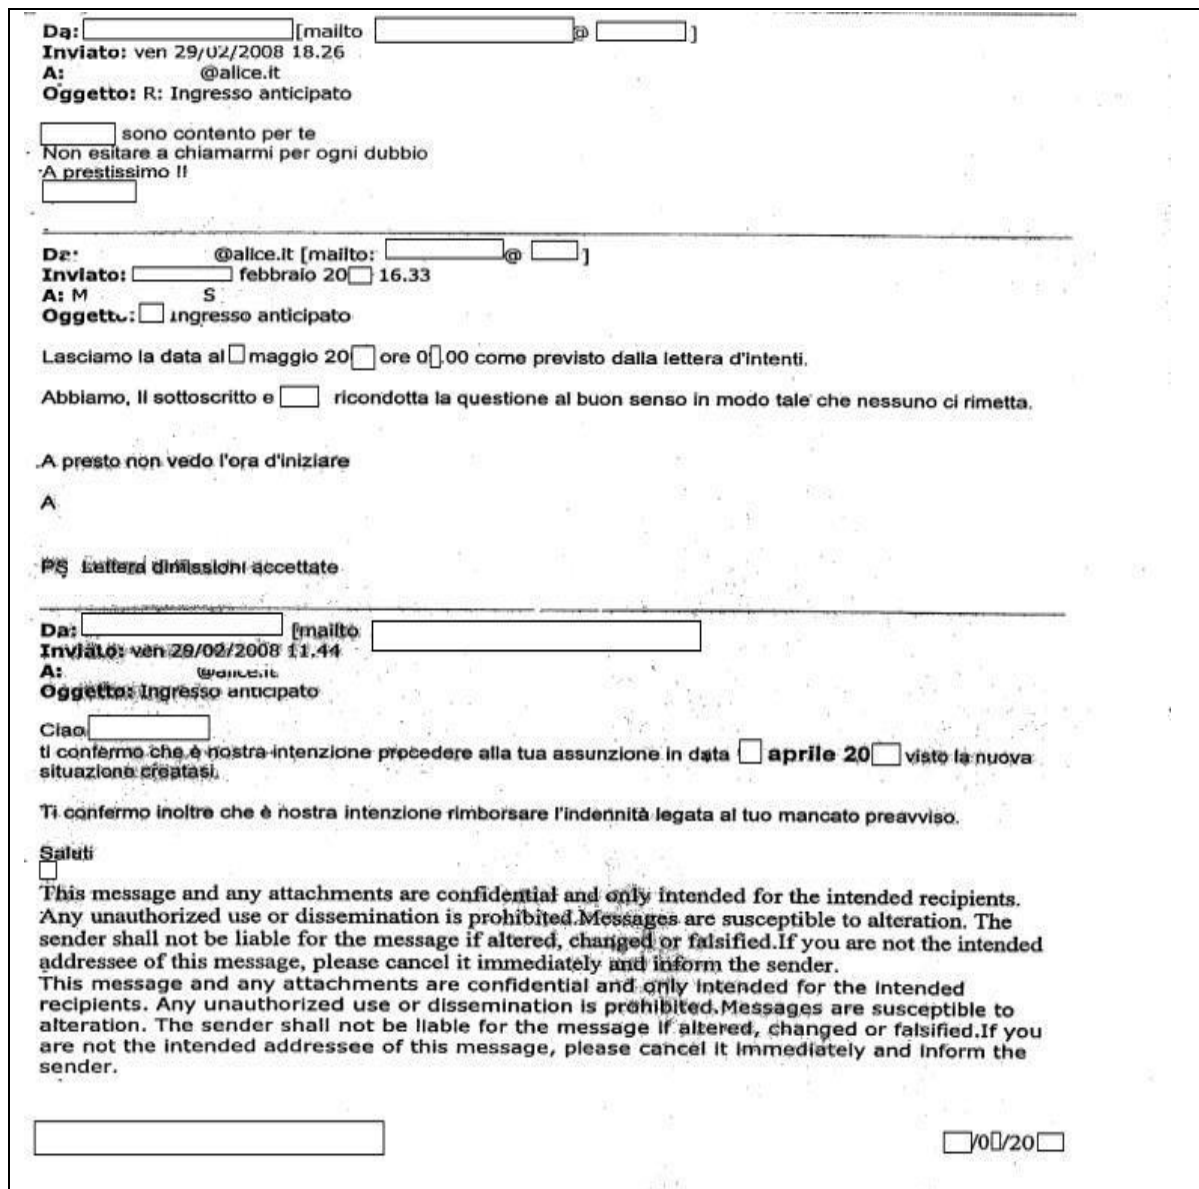 Da: [mailto @ ]
Inviato: ven 29/02/2008 18.26
A: @alice.it
Oggetto: R: Ingresso anticipato
sono contento per te
Non esitare a chiamarmi per ogni dubbio
A prestissimo !!
Da: @alice.it [mailto: @ ]
Inviato: febbraio 20 16.33
A: M S
Oggetto: Ingresso anticipato
Lasciamo la data al maggio 20 ore 0 .00 come previsto dalla lettera d'intenti.
Abbiamo, Il sottoscritto e ricondotta la questione al buon senso in modo tale che nessuno ci rimetta.
A presto non vedo l'ora d'iniziare
A
PS Lettera dimissioni accettate
Da: [mailto
Inviato: ven 29/02/2008 11.44
A: @alice.it
Oggetto: Ingresso anticipato
Ciao
ti confermo che è nostra intenzione procedere alla tua assunzione in data aprile 20 visto la nuova
situazione creatasi.
Ti confermo inoltre che è nostra intenzione rimborsare l'indennità legata al tuo mancato preavviso.
Saluti
This message and any attachments are confidential and only intended for the intended recipients.
Any unauthorized use or dissemination is prohibited.Messages are susceptible to alteration. The
sender shall not be liable for the message if altered, changed or falsified.If you are not the intended
addressee of this message, please cancel it immediately and inform the sender.
This message and any attachments are confidential and only intended for the intended
recipients. Any unauthorized use or dissemination is prohibited.Messages are susceptible to
alteration. The sender shall not be liable for the message if altered, changed or falsified.If you
are not the intended addressee of this message, please cancel it immediately and inform the
sender.
/0 /20